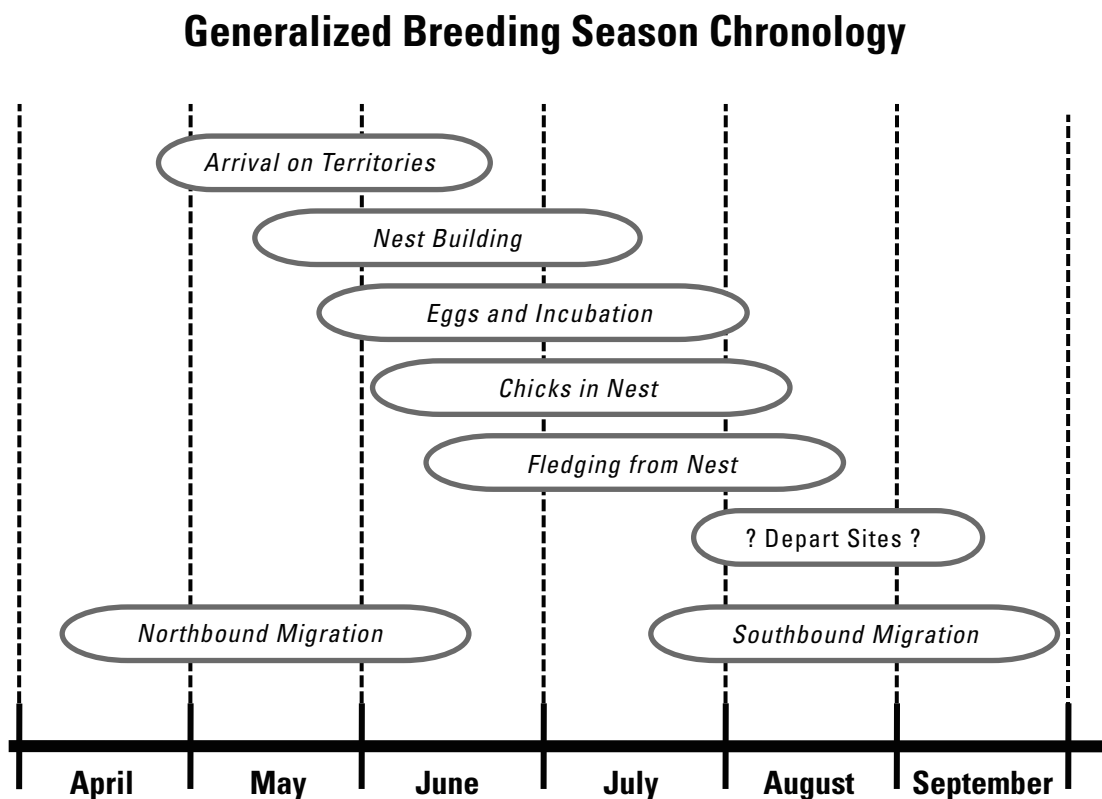 Generalized Breeding Season Chronology
Arrival on Territories
Nest Building
Eggs and Incubation
Chicks in Nest
Fledging from Nest
? Depart Sites ?
Northbound Migration
Southbound Migration
April
May
June
July
August
September